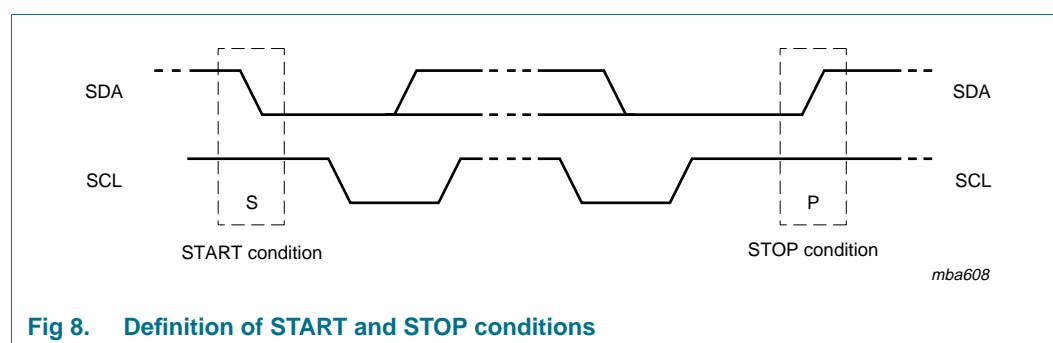 SDA
SDA
SCL
SCL
S
P
START condition
STOP condition
mba608
Fig 8. Definition of START and STOP conditions